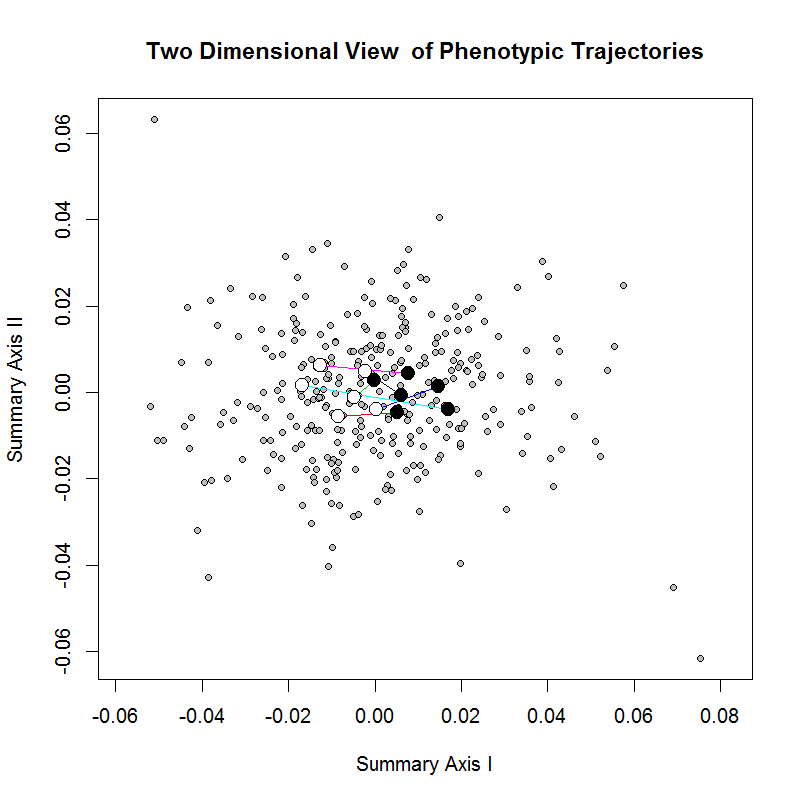 Two Dimensional View  of Phenotypic Trajectories
Summary Axis II
0.06
0.04
0.02
0.00
-0.02
-0.04
-0.06
-0.06 -0.04 -0.02 0.00 0.02 0.04 0.06 0.08
Summary Axis I